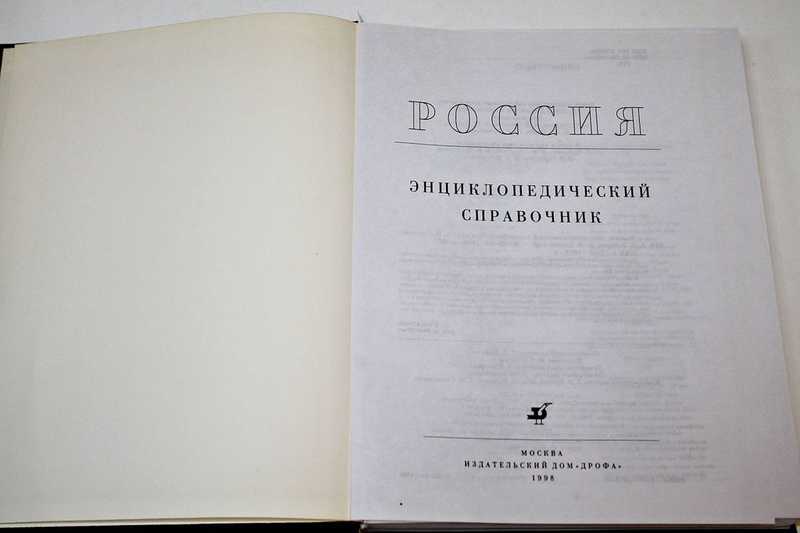 РОССИЯ
ЭНЦИКЛОПЕДИЧЕСКИЙ
СПРАВОЧНИК
МОСКВА
ИЗДАТЕЛЬСКИЙ ДОМ «ДРОФА»
1998